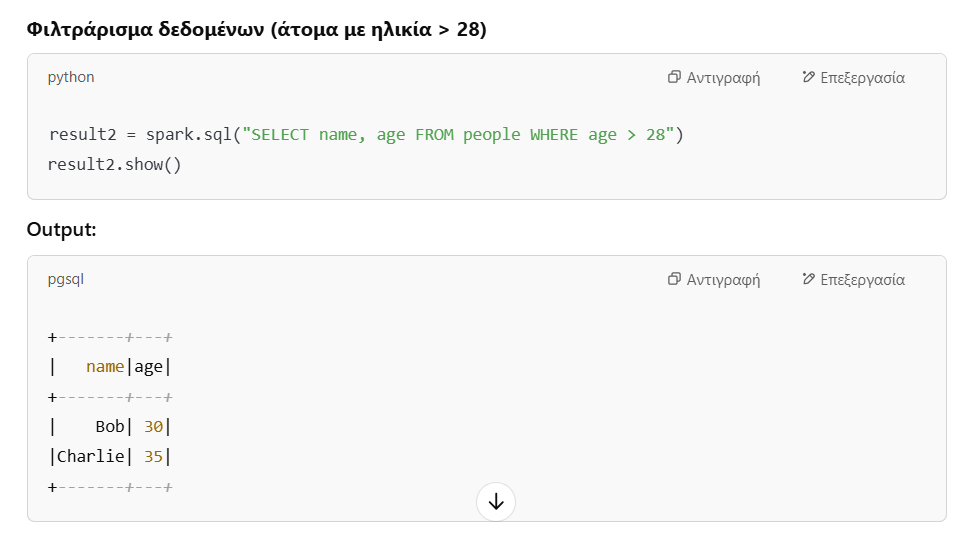 Φιλτράρισμα δεδομένων (άτομα με ηλικία > 28)
python Αντιγραφή Επεξεργασία
result2 = spark.sql("SELECT name, age FROM people WHERE age > 28")
result2.show()
Output:
pgsql Αντιγραφή Επεξεργασία
+-------+---+
|   name|age|
+-------+---+
|    Bob| 30|
|Charlie| 35|
+-------+---+